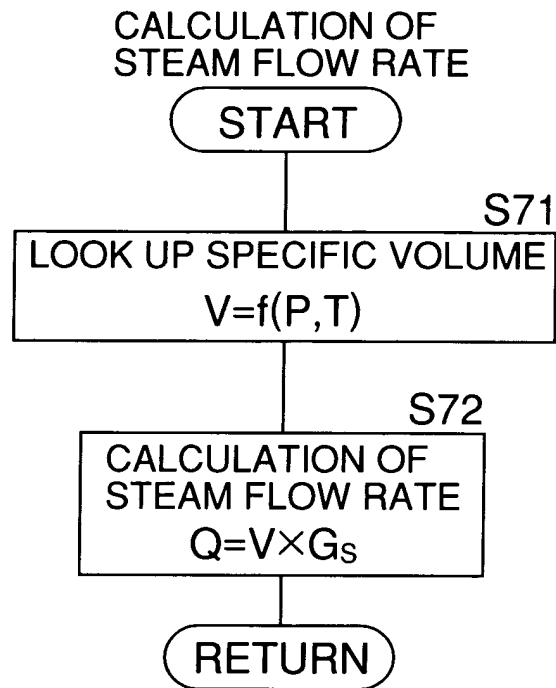 CALCULATION OF
STEAM FLOW RATE
START
S71
LOOK UP SPECIFIC VOLUME
V=f(P,T)
S72
CALCULATION OF
STEAM FLOW RATE
Q=V×GS
RETURN